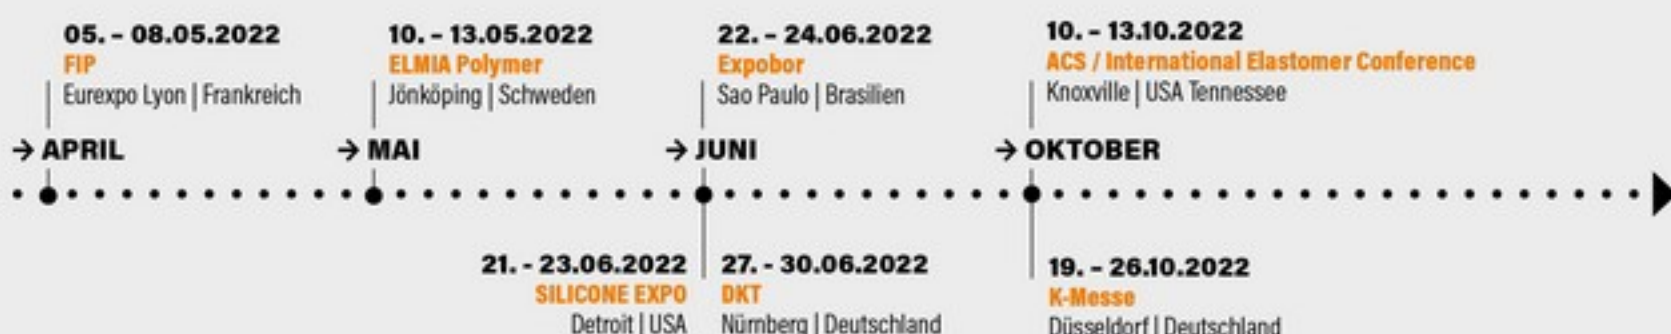 05. – 08.05.2022
FIP
Eurexpo Lyon | Frankreich
→ APRIL
10. – 13.05.2022
ELMIA Polymer
Jönköping | Schweden
→ MAI
22. – 24.06.2022
Expobor
Sao Paulo | Brasilien
→ JUNI
10. – 13.10.2022
ACS / International Elastomer Conference
Knoxville | USA Tennessee
→ OKTOBER
21. - 23.06.2022
SILICONE EXPO
Detroit | USA
27. - 30.06.2022
DKT
Nürnberg | Deutschland
19. – 26.10.2022
K-Messe
Düsseldorf | Deutschland